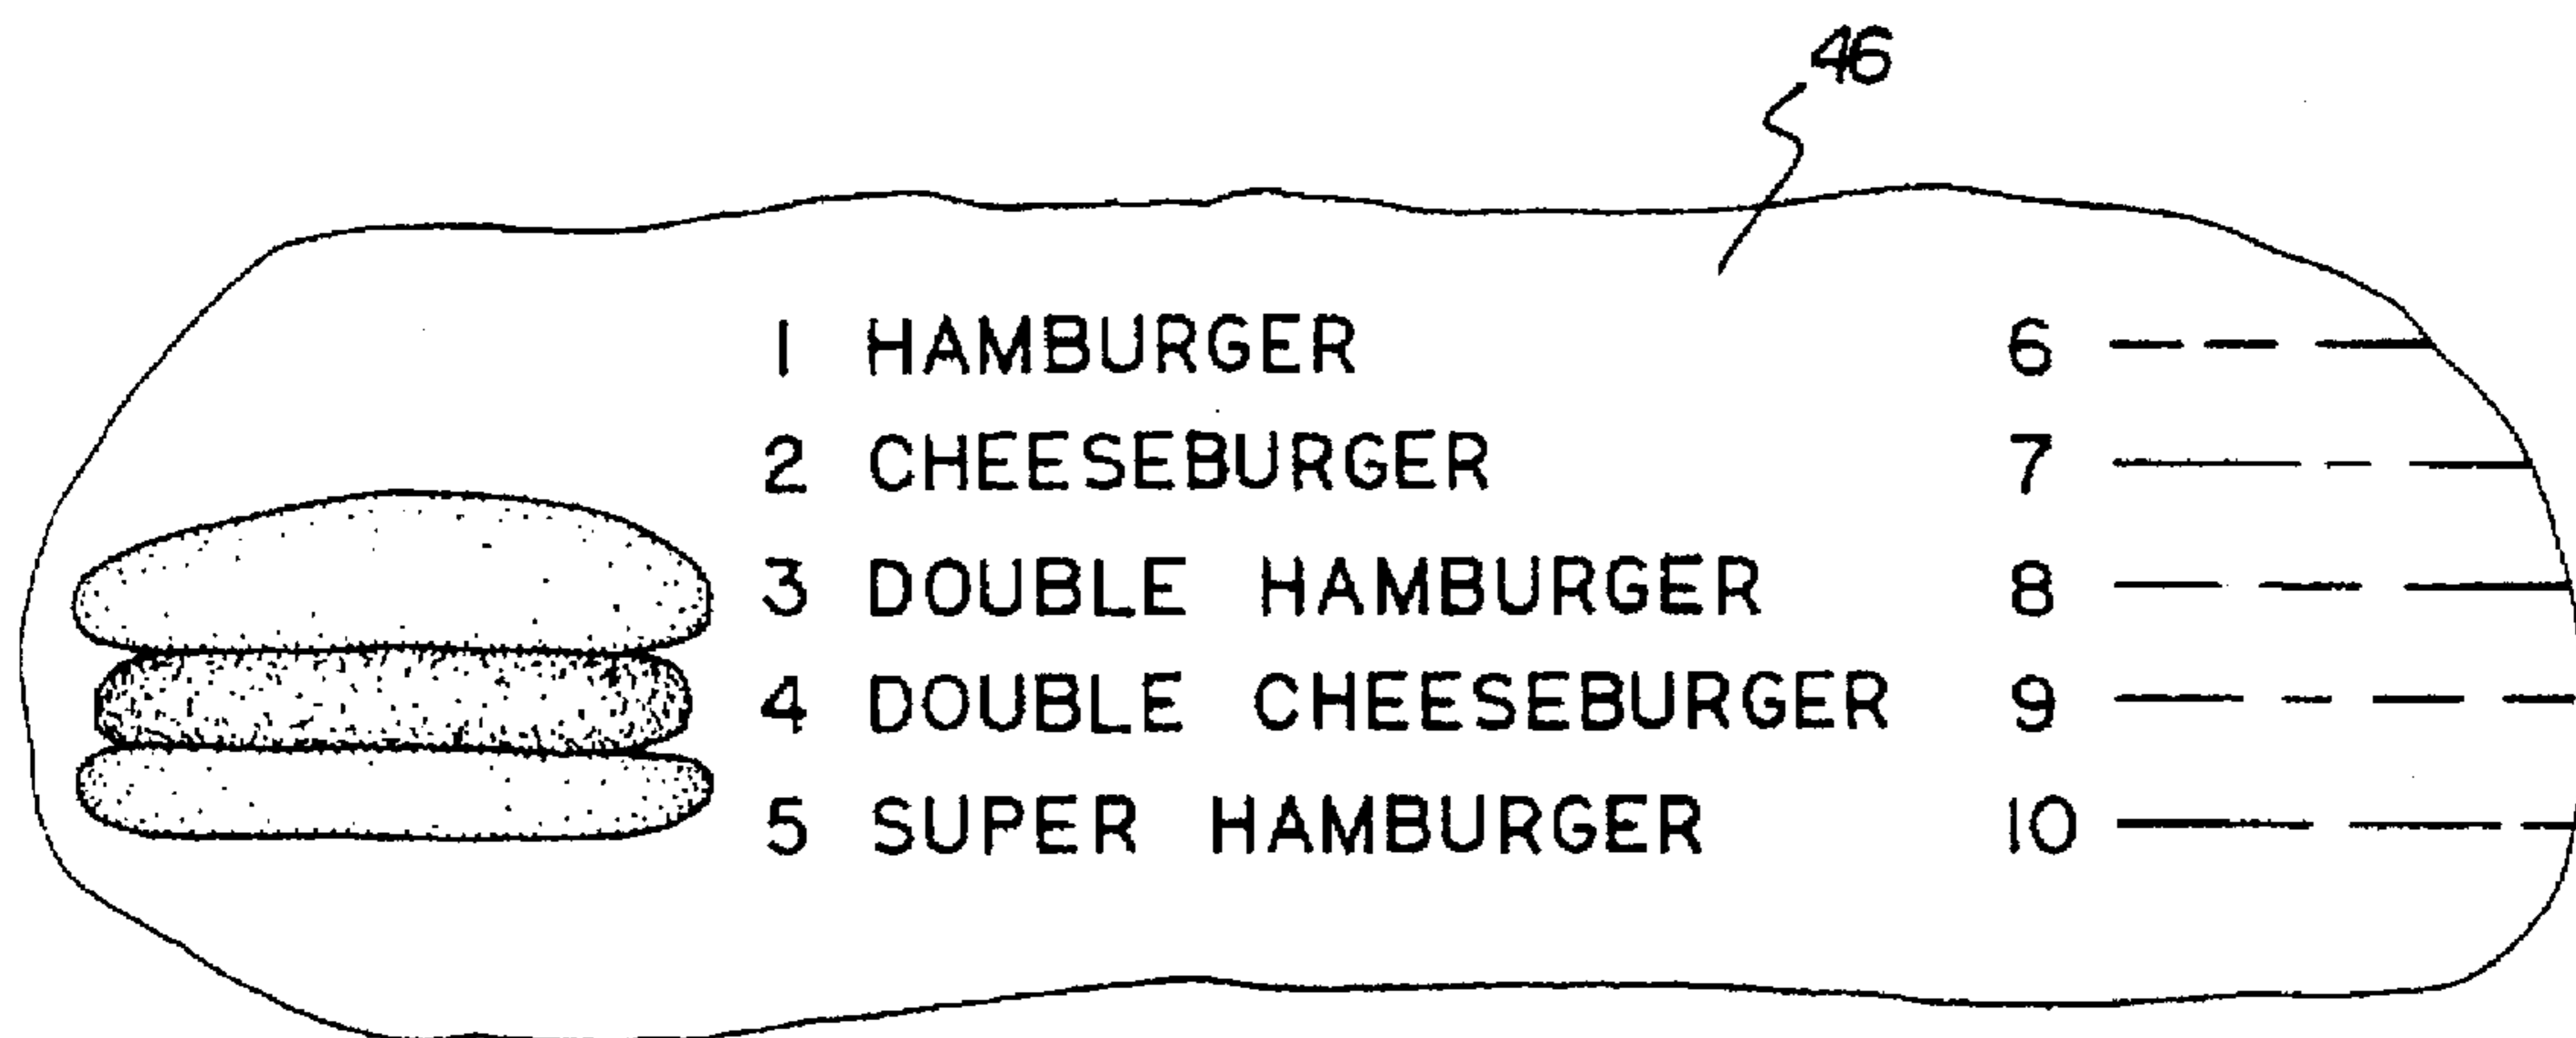 46
1 HAMBURGER
2 CHEESEBURGER
3 DOUBLE HAMBURGER
4 DOUBLE CHEESEBURGER
5 SUPER HAMBURGER
6
7
8
9
10